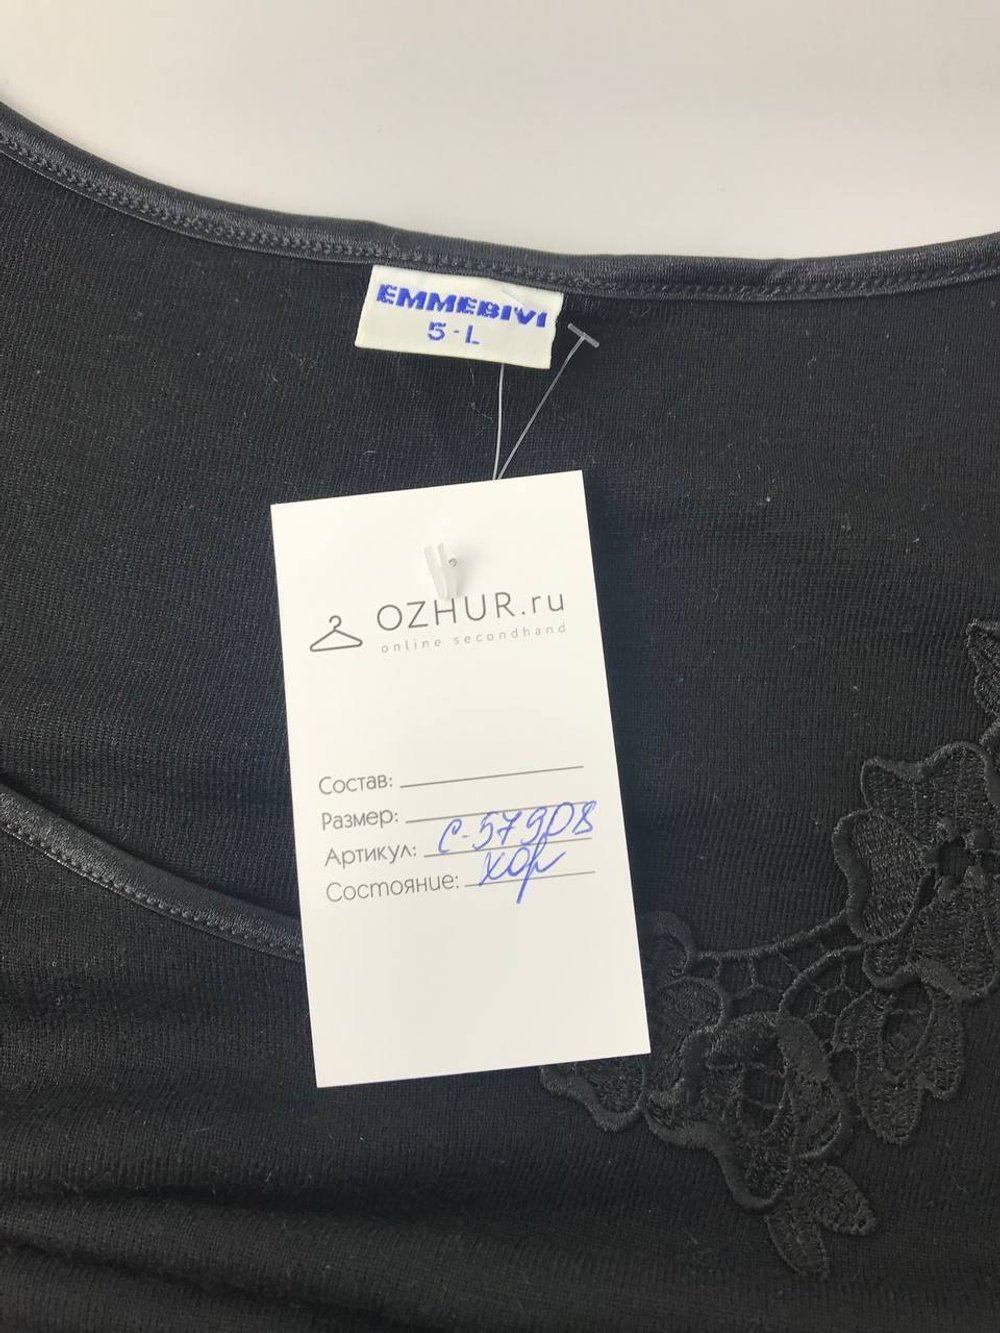 EMMEBIVI
5-L
OZHUR.ru
online secondhand
Состав:
Размер:
Артикул: С-57908
Состояние: хор